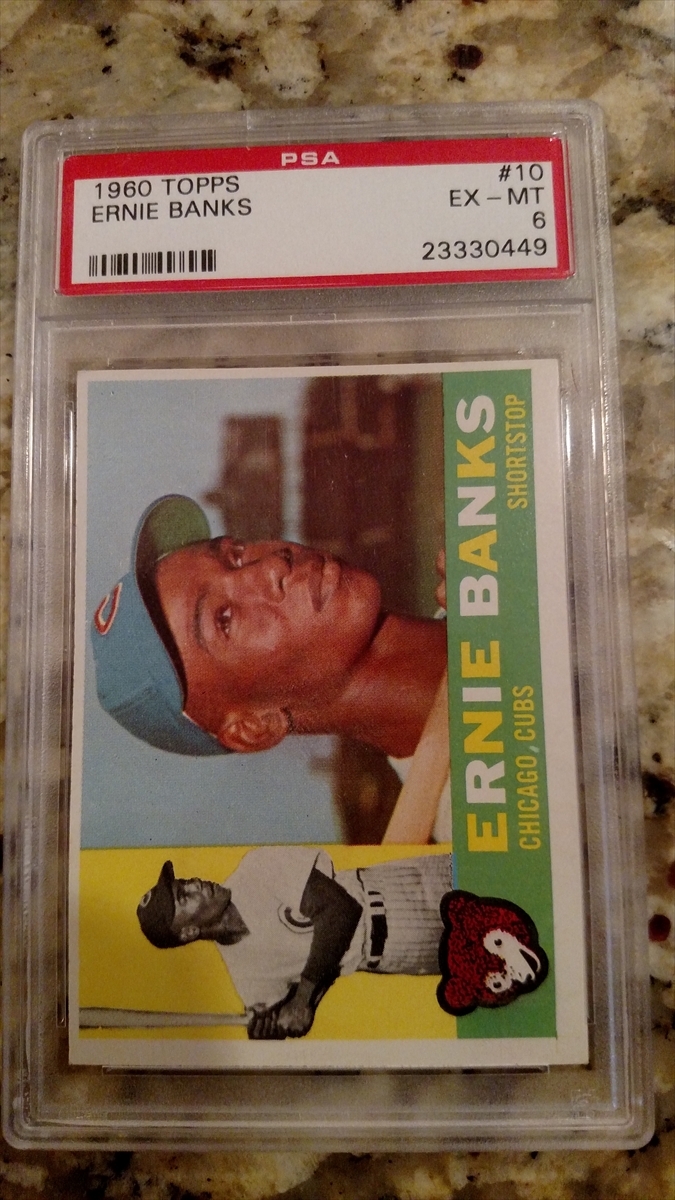 PSA
1960 TOPPS #10
ERNIE BANKS EX - MT
6
23330449
ERNIE BANKS
CHICAGO CUBS SHORTSTOP
C
C